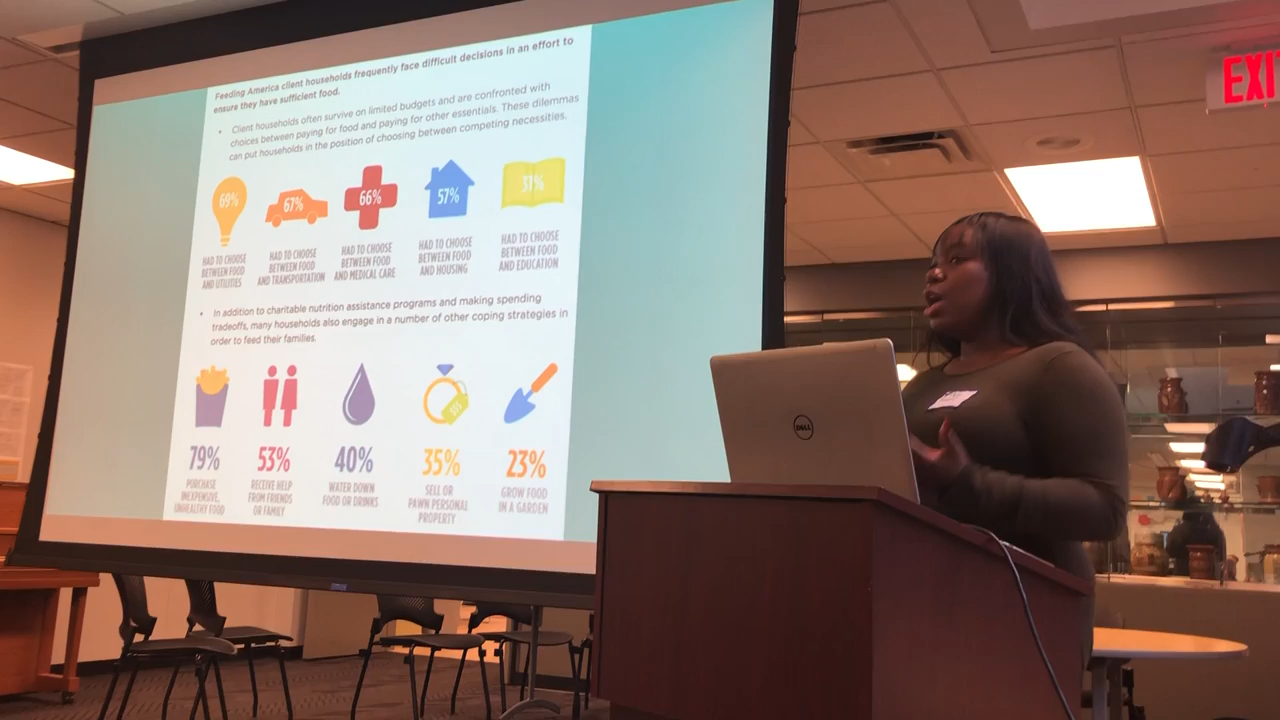 Feeding America client households frequently face difficult decisions in an effort to
ensure they have sufficient food.
• Client households often survive on limited budgets and are confronted with
choices between paying for food and paying for other essentials. These dilemmas
can put households in the position of choosing between competing necessities.
69%
67%
66%
57%
31%
HAD TO CHOOSE
BETWEEN FOOD
AND UTILITIES
HAD TO CHOOSE
BETWEEN FOOD
AND TRANSPORTATION
HAD TO CHOOSE
BETWEEN FOOD
AND MEDICAL CARE
HAD TO CHOOSE
BETWEEN FOOD
AND HOUSING
HAD TO CHOOSE
BETWEEN FOOD
AND EDUCATION
• In addition to charitable nutrition assistance programs and making spending
tradeoffs, many households also engage in a number of other coping strategies in
order to feed their families.
$$$
79%
PURCHASE
INEXPENSIVE,
UNHEALTHY FOOD
53%
RECEIVE HELP
FROM FRIENDS
OR FAMILY
40%
WATER DOWN
FOOD OR DRINKS
35%
SELL OR
PAWN PERSONAL
PROPERTY
23%
GROW FOOD
IN A GARDEN
DELL
EXI